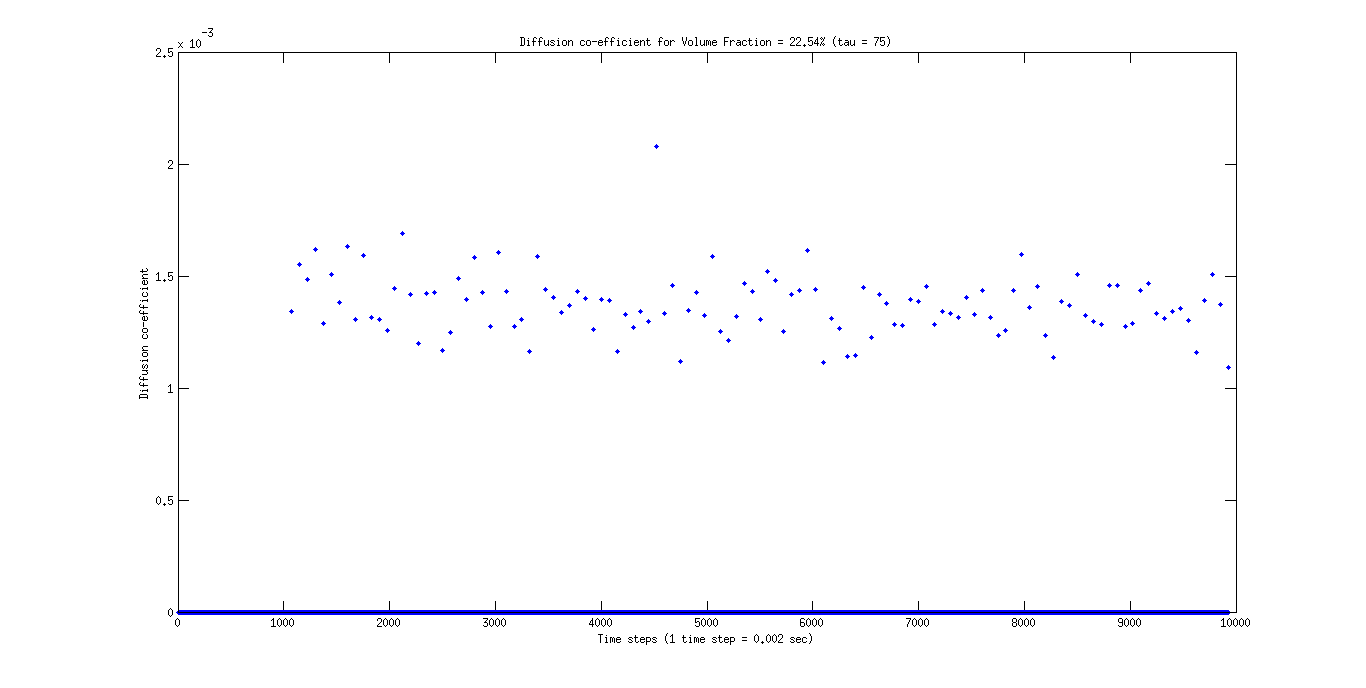 x 10^-3
Diffusion co-efficient for Volume Fraction = 22.54% (tau = 75)
2.5
2
1.5
1
0.5
0
Diffusion co-efficient
0 1000 2000 3000 4000 5000 6000 7000 8000 9000 10000
Time steps (1 time step = 0.002 sec)